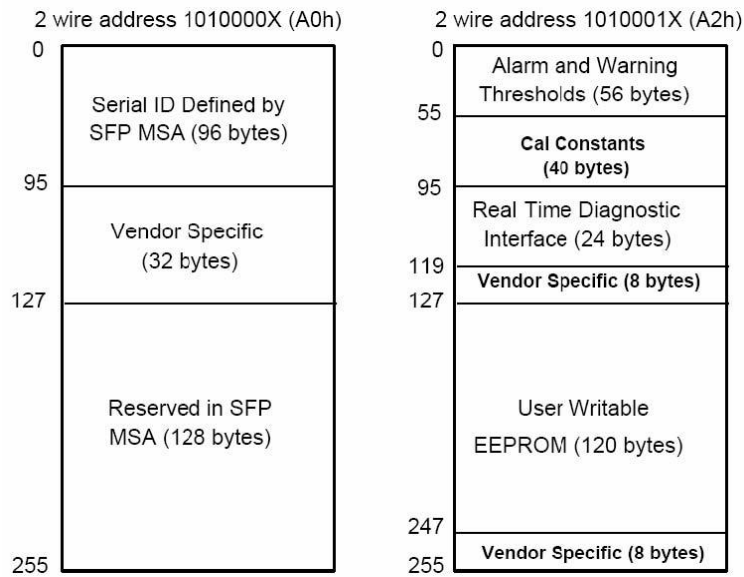 2 wire address 1010000X (A0h)
0
Serial ID Defined by
SFP MSA (96 bytes)
95
Vendor Specific
(32 bytes)
127
Reserved in SFP
MSA (128 bytes)
255
2 wire address 1010001X (A2h)
0
Alarm and Warning
Thresholds (56 bytes)
55
Cal Constants
(40 bytes)
95
Real Time Diagnostic
Interface (24 bytes)
119
Vendor Specific (8 bytes)
127
User Writable
EEPROM (120 bytes)
247
Vendor Specific (8 bytes)
255